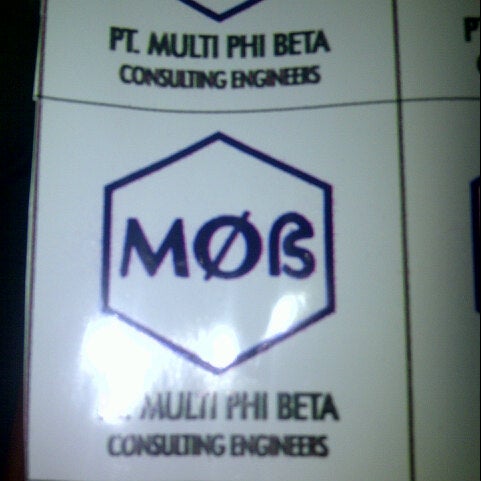 PT. MULTI PHI BETA
CONSULTING ENGINEERS
MØß
MULTI PHI BETA
CONSULTING ENGINEERS